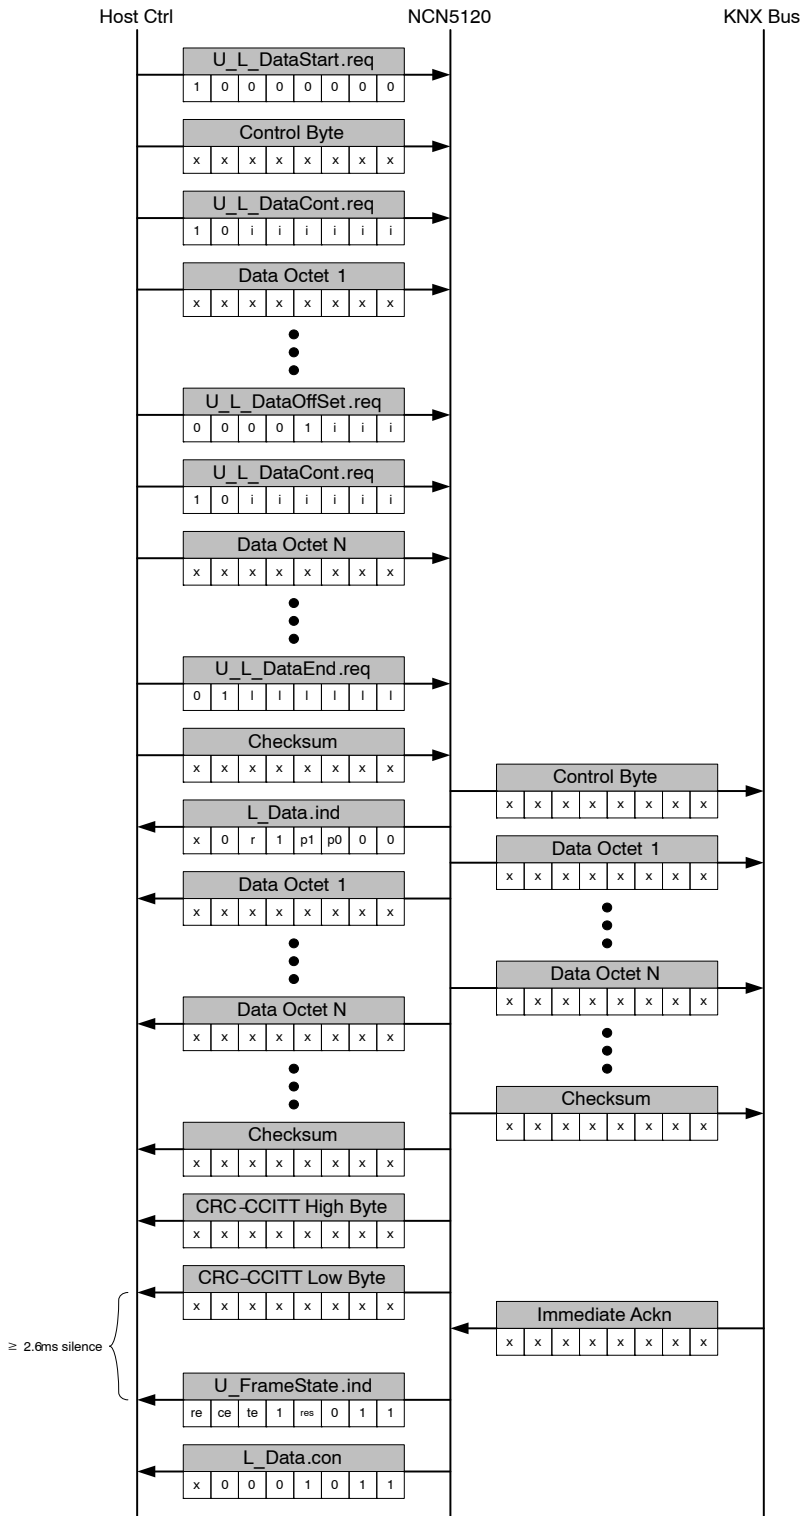 Host Ctrl NCN5120 KNX Bus
U_L_DataStart.req
1 0 0 0 0 0 0 0
Control Byte
x x x x x x x x
U_L_DataCont.req
1 0 i i i i i i
Data Octet 1
x x x x x x x x
U_L_DataOffSet.req
0 0 0 0 1 i i i
U_L_DataCont.req
1 0 i i i i i i
Data Octet N
x x x x x x x x
U_L_DataEnd.req
0 1 l l l l l l
Checksum
x x x x x x x x
Control Byte
x x x x x x x x
L_Data.ind
x 0 r 1 p1 p0 0 0
Data Octet 1
x x x x x x x x
Data Octet 1
x x x x x x x x
Data Octet N
x x x x x x x x
Data Octet N
x x x x x x x x
Checksum
x x x x x x x x
Checksum
x x x x x x x x
CRC-CCITT High Byte
x x x x x x x x
CRC-CCITT Low Byte
x x x x x x x x
Immediate Ackn
x x x x x x x x
≥ 2.6ms silence
U_FrameState.ind
re ce te 1 res 0 1 1
L_Data.con
x 0 0 0 1 0 1 1